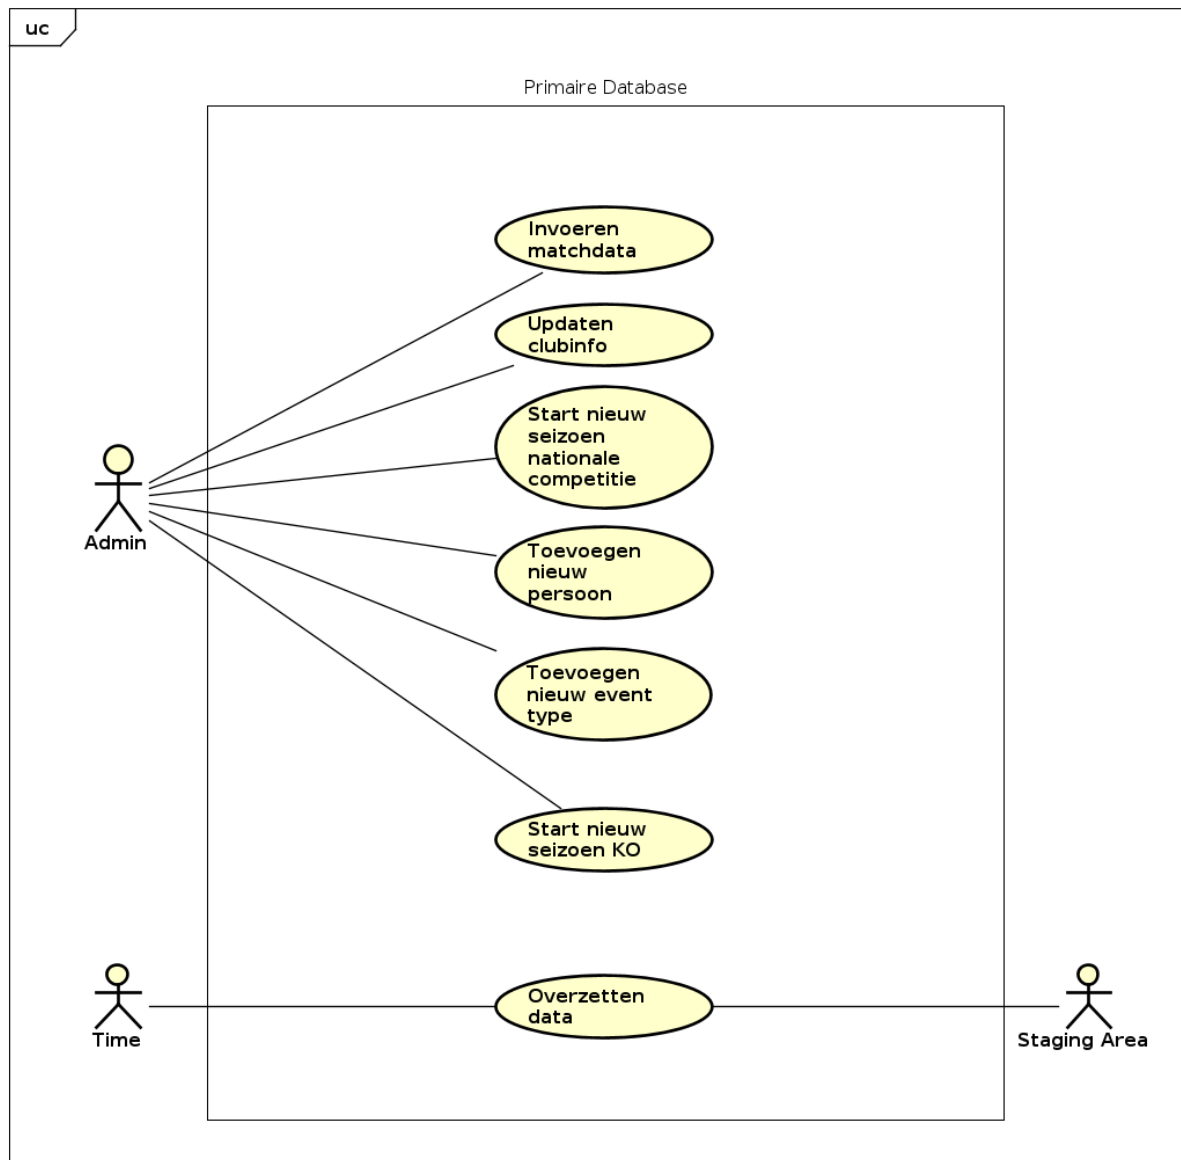 uc
Primaire Database
Invoeren
matchdata
Updaten
clubinfo
Start nieuw
seizoen
nationale
competitie
Admin
Toevoegen
nieuw
persoon
Toevoegen
nieuw event
type
Start nieuw
seizoen KO
Overzetten
data
Time
Staging Area